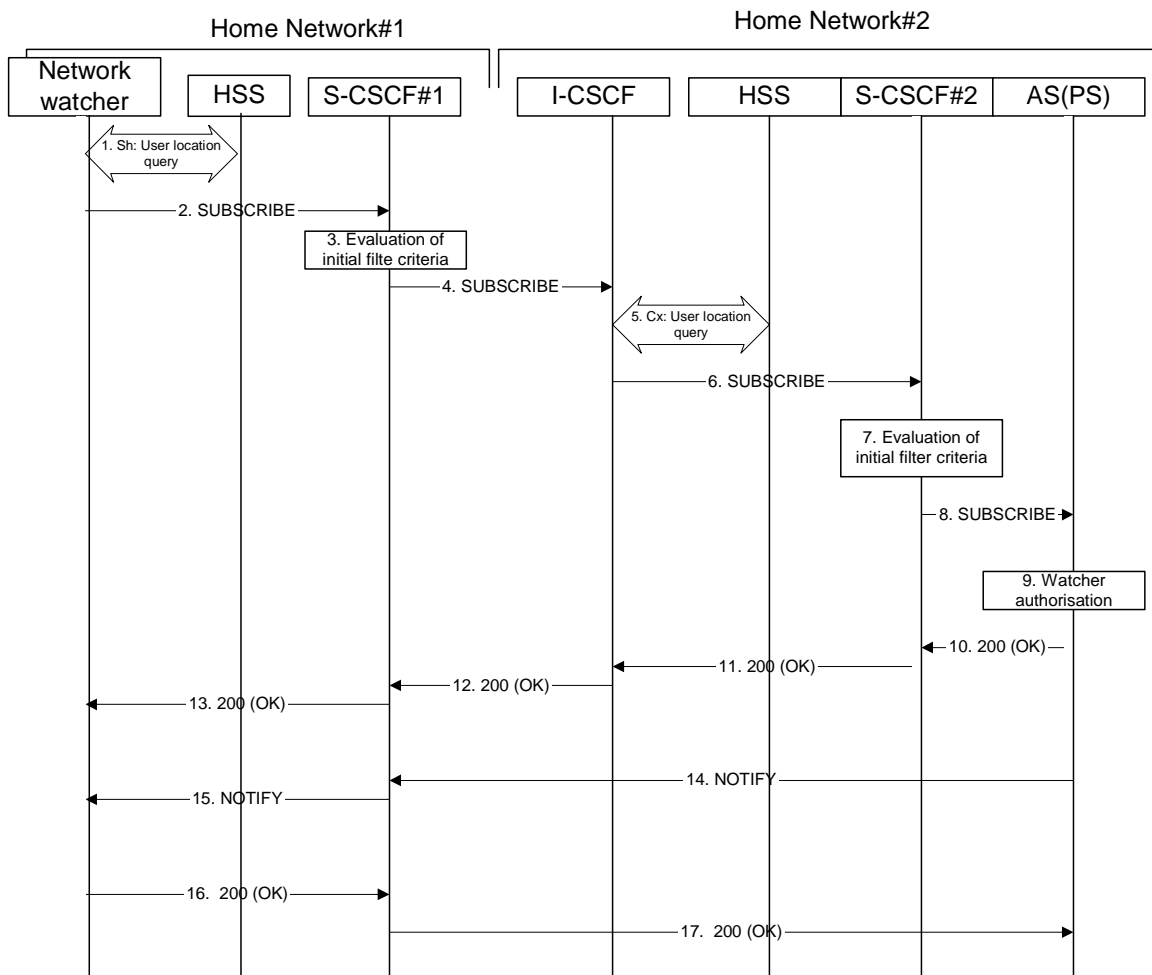 Home Network#1
Home Network#2
Network
watcher
HSS
S-CSCF#1
I-CSCF
HSS
S-CSCF#2
AS(PS)
1. Sh: User location
query
2. SUBSCRIBE
3. Evaluation of
initial filte criteria
4. SUBSCRIBE
5. Cx: User location
query
6. SUBSCRIBE
7. Evaluation of
initial filter criteria
8. SUBSCRIBE
9. Watcher
authorisation
10. 200 (OK)
11. 200 (OK)
12. 200 (OK)
13. 200 (OK)
14. NOTIFY
15. NOTIFY
16. 200 (OK)
17. 200 (OK)